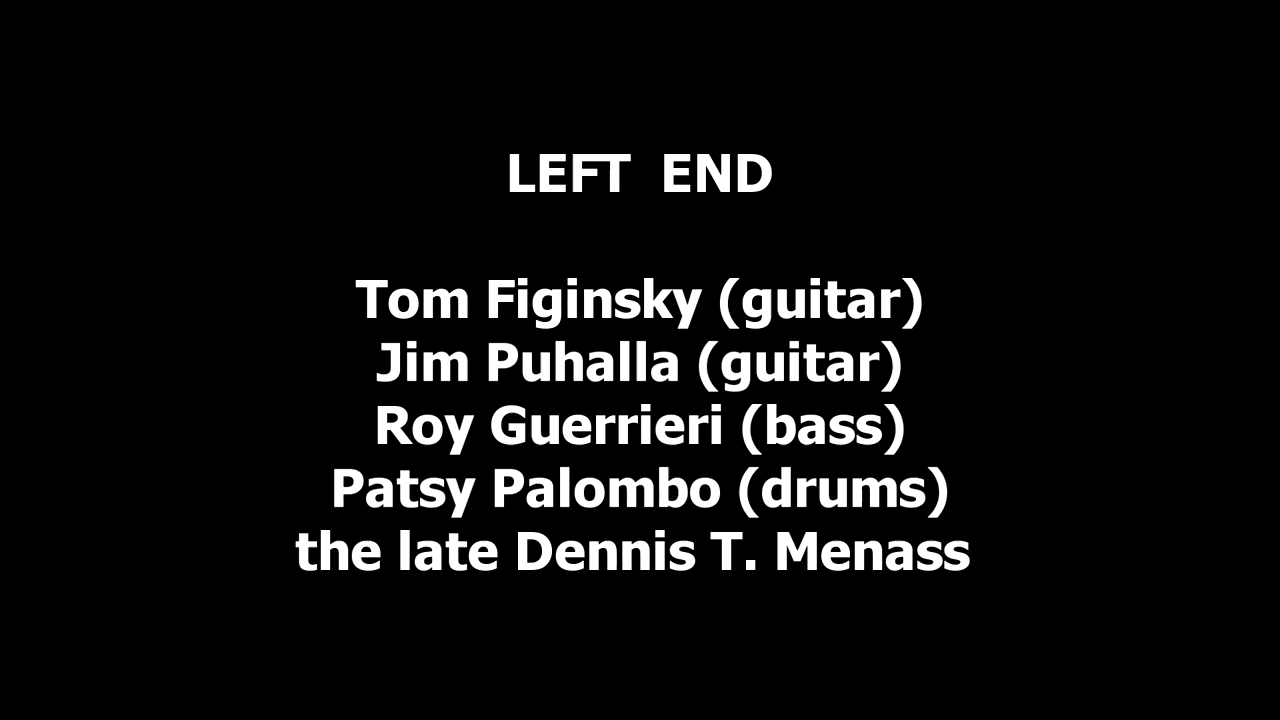 LEFT  END
Tom Figinsky (guitar)
Jim Puhalla (guitar)
Roy Guerrieri (bass)
Patsy Palombo (drums)
the late Dennis T. Menass